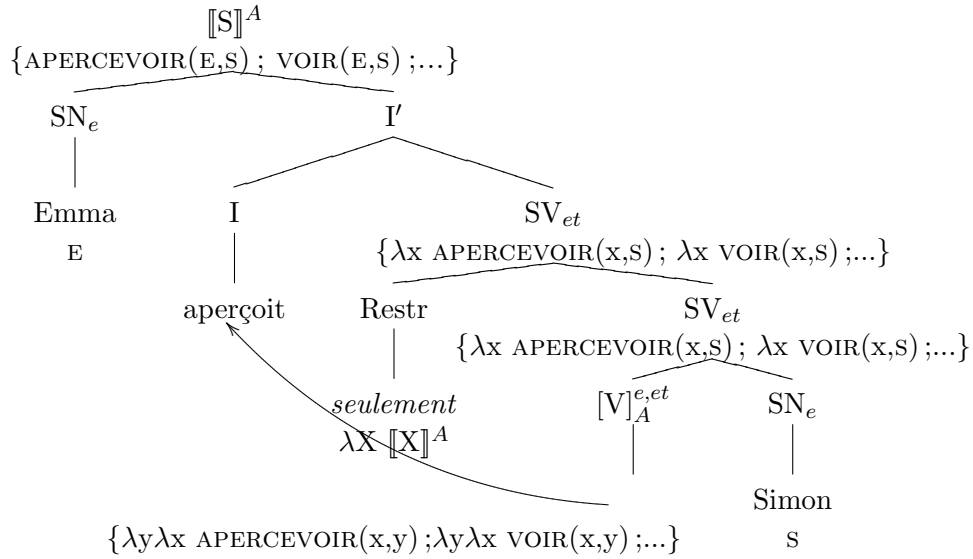 ⟦S⟧^A
{APERCEVOIR(E,S) ; VOIR(E,S) ;...}
SN_e I′
Emma I SV_et
E {λx APERCEVOIR(x,S) ; λx VOIR(x,S) ;...}
aperçoit Restr SV_et
{λx APERCEVOIR(x,S) ; λx VOIR(x,S) ;...}
seulement [V]_A^{e,et} SN_e
λX ⟦X⟧^A
Simon
{λyλx APERCEVOIR(x,y) ;λyλx VOIR(x,y) ;...} S